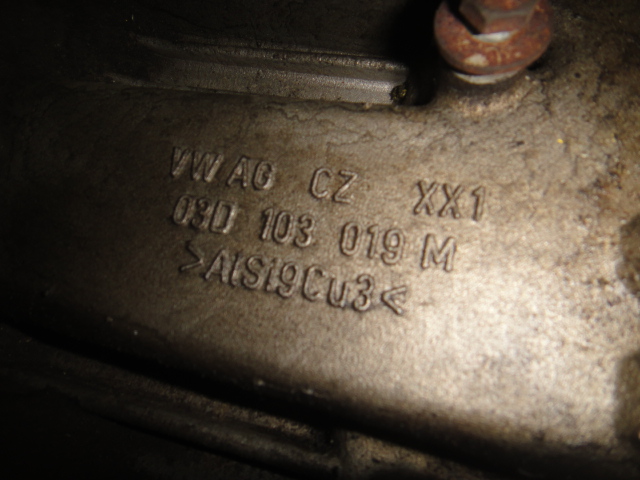 VW AG CZ XX1
03D 103 019 M
>AlSi9Cu3<